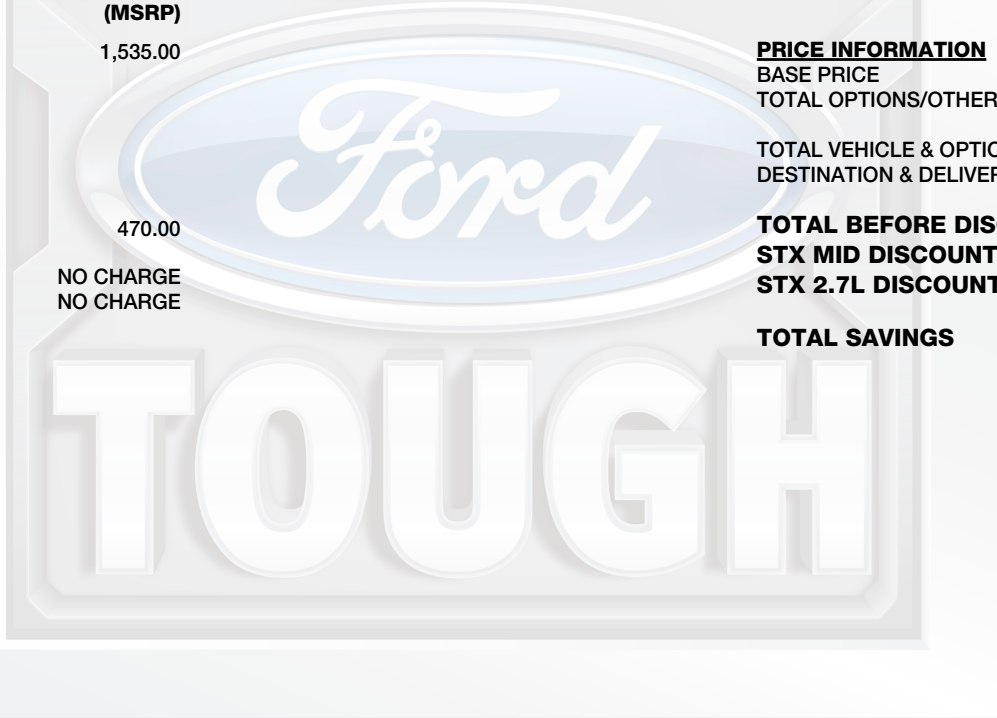 (MSRP)
1,535.00
470.00
NO CHARGE
NO CHARGE
PRICE INFORMATION
BASE PRICE
TOTAL OPTIONS/OTHER
TOTAL VEHICLE & OPTIO
DESTINATION & DELIVER
TOTAL BEFORE DIS
STX MID DISCOUNT
STX 2.7L DISCOUNT
TOTAL SAVINGS
Ford
TOUGH